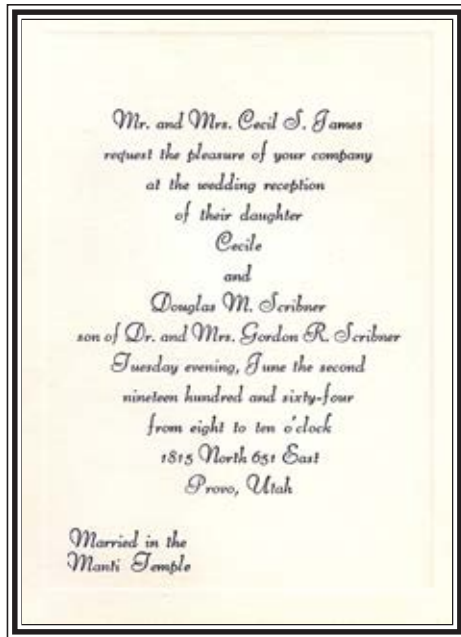 Mr. and Mrs. Cecil S. James
request the pleasure of your company
at the wedding reception
of their daughter
Cecile
and
Douglas M. Scribner
son of Dr. and Mrs. Gordon R. Scribner
Tuesday evening, June the second
nineteen hundred and sixty-four
from eight to ten o'clock
1815 North 651 East
Provo, Utah
Married in the
Manti Temple